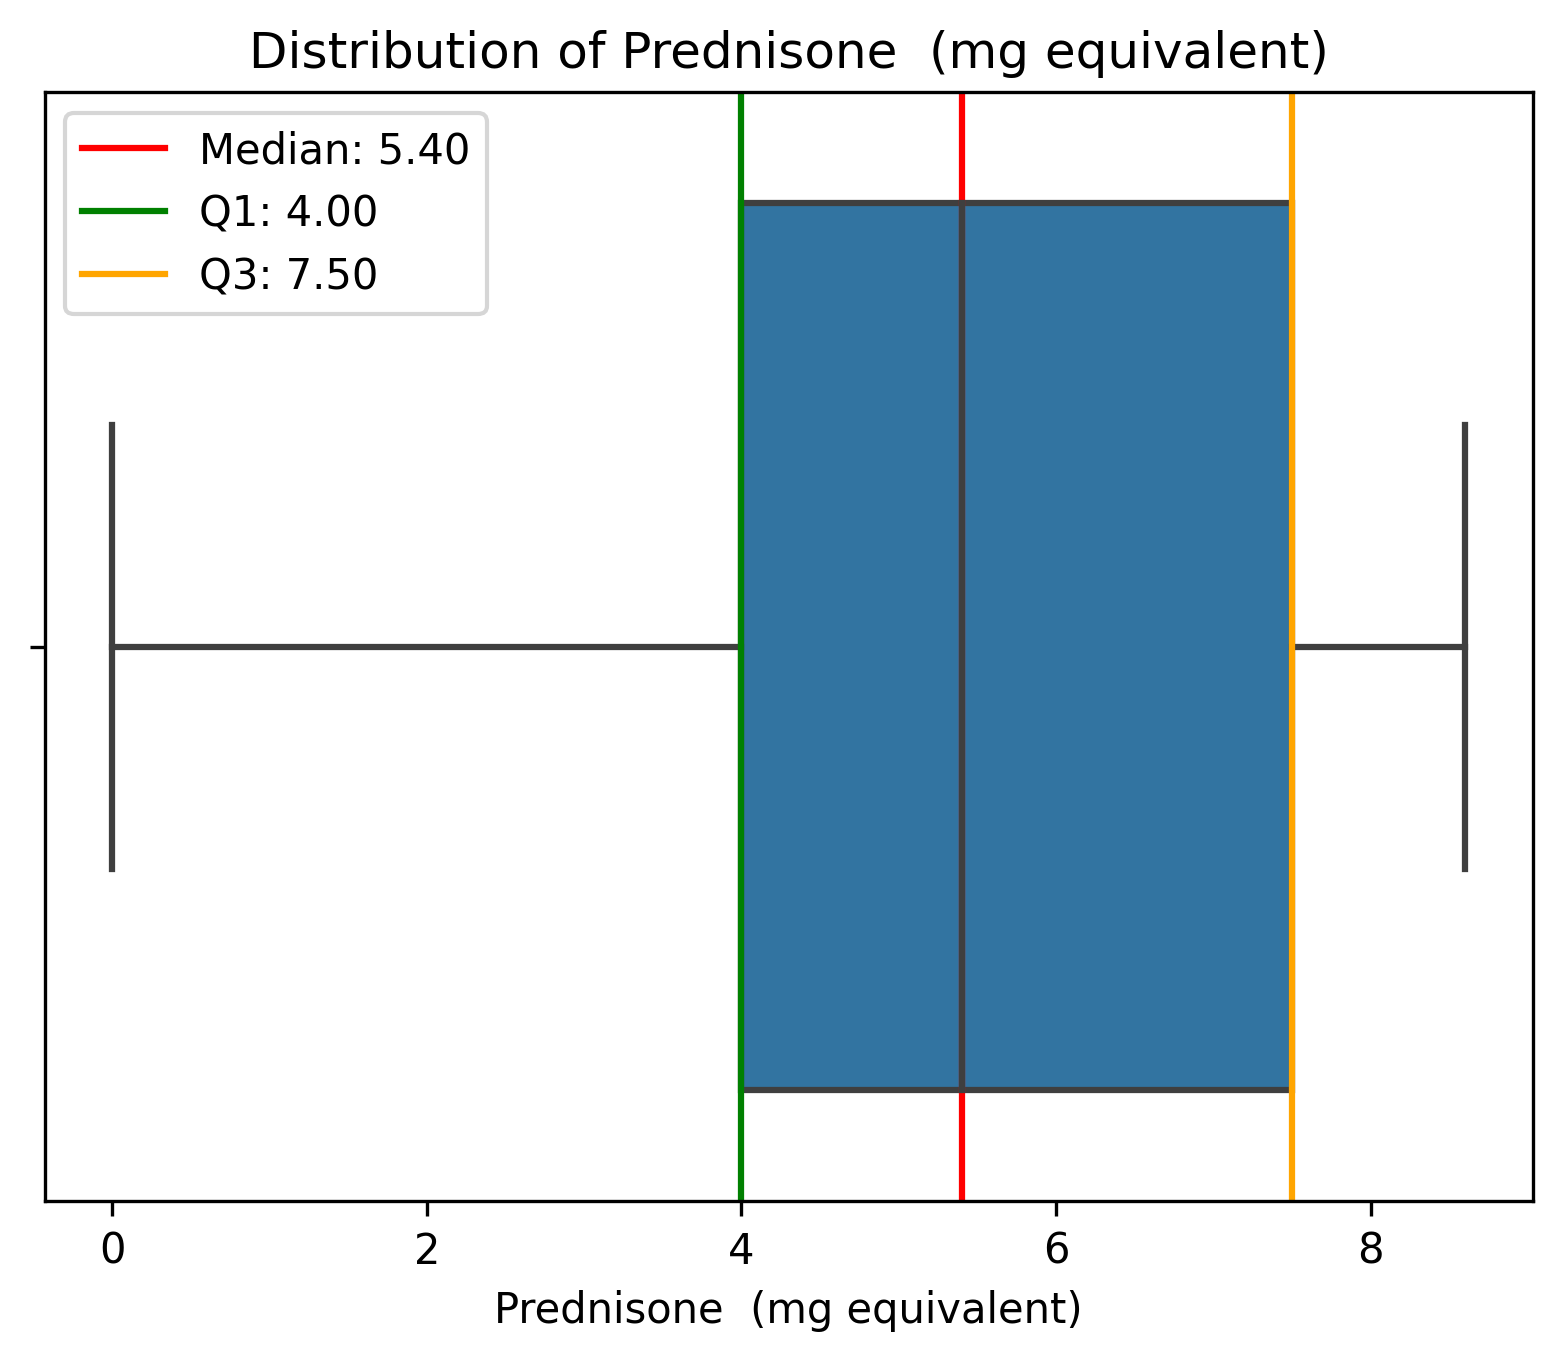 Distribution of Prednisone  (mg equivalent)
Median: 5.40
Q1: 4.00
Q3: 7.50
0 2 4 6 8
Prednisone  (mg equivalent)